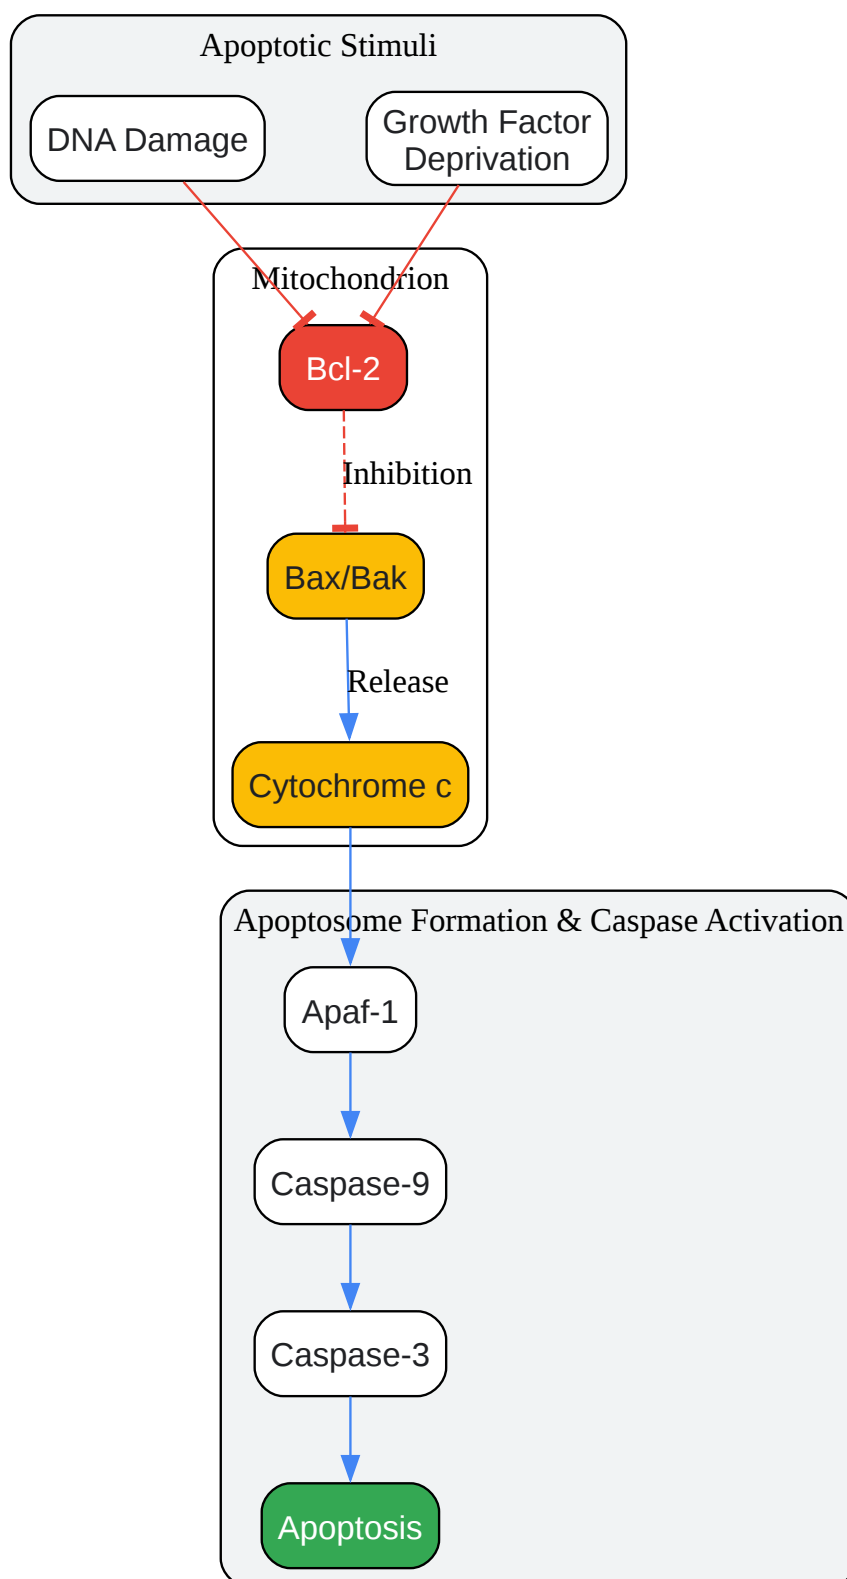 Apoptotic Stimuli
DNA Damage
Growth Factor
Deprivation
Mitochondrion
Bcl-2
Inhibition
Bax/Bak
Release
Cytochrome c
Apoptosome Formation & Caspase Activation
Apaf-1
Caspase-9
Caspase-3
Apoptosis